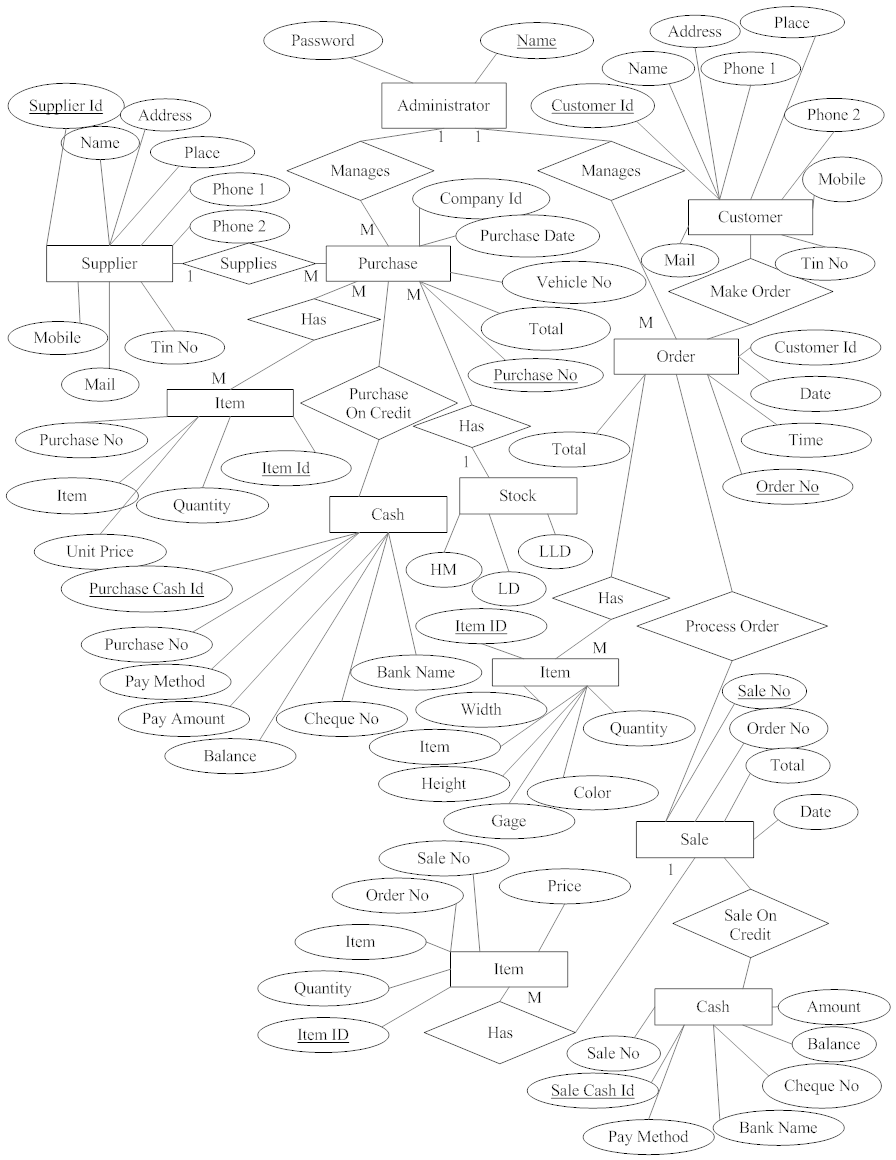 Password
Name
Administrator
1
1
Manages
Manages
Address
Place
Name
Phone 1
Customer Id
Phone 2
Mobile
Customer
Mail
Tin No
Make Order
Supplier Id
Address
Name
Place
Phone 1
Phone 2
Supplier
1
Supplies
M
M
Purchase
M
M
Company Id
Purchase Date
Vehicle No
Total
Purchase No
Mobile
Mail
Tin No
Has
M
Item
Purchase No
Item
Unit Price
Quantity
Item Id
Purchase
On Credit
Has
1
Stock
HM
LD
LLD
M
Order
Customer Id
Date
Time
Order No
Total
Cash
Purchase Cash Id
Purchase No
Pay Method
Pay Amount
Balance
Cheque No
Bank Name
Has
M
Item ID
Item
Width
Item
Height
Gage
Color
Quantity
Process Order
Sale No
Order No
Total
Date
Sale
1
Sale On
Credit
Sale No
Order No
Price
Item
Quantity
Item ID
Item
M
Has
Cash
Amount
Balance
Cheque No
Bank Name
Pay Method
Sale Cash Id
Sale No